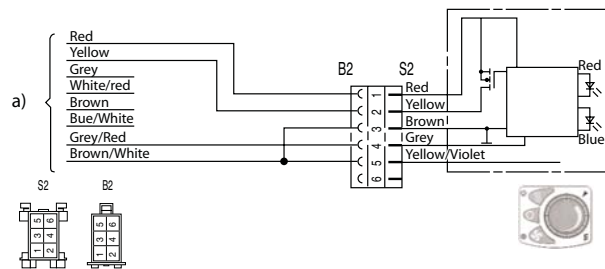 Red
Yellow
Grey
White/red
a)
Brown
Bue/White
Grey/Red
Brown/White
B2 S2
1 Red
2 Yellow
3 Brown
4 Grey
5 Yellow/Violet
6
Red
Blue
S2 B2
5 6
3 4
1 2
5 6
3 4
1 2